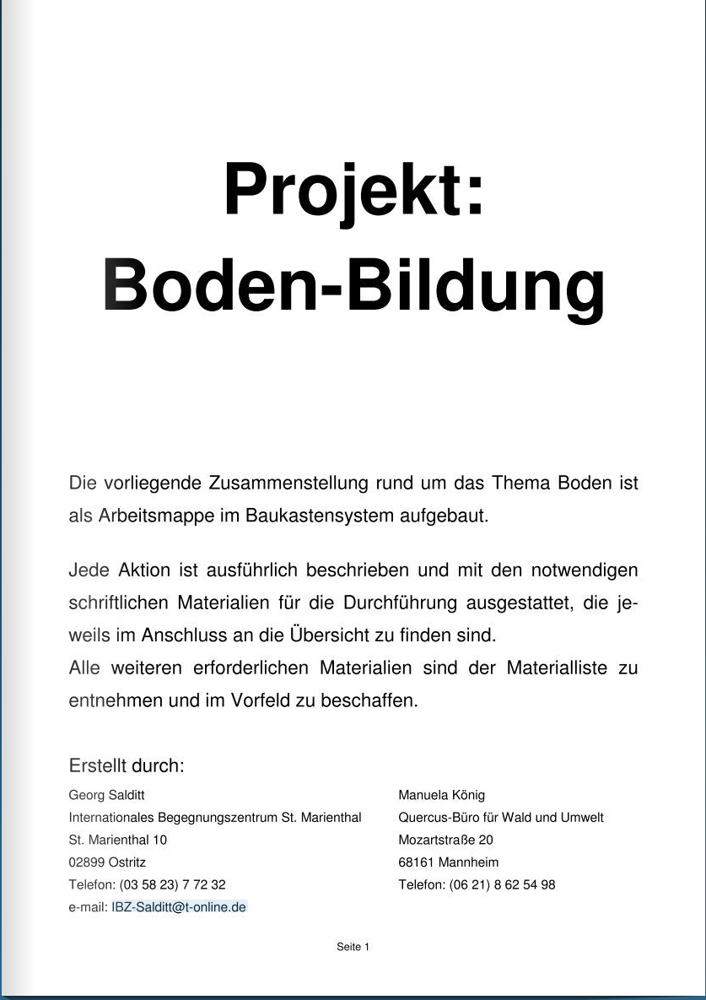 Projekt:
Boden-Bildung
Die vorliegende Zusammenstellung rund um das Thema Boden ist
als Arbeitsmappe im Baukastensystem aufgebaut.
Jede Aktion ist ausführlich beschrieben und mit den notwendigen
schriftlichen Materialien für die Durchführung ausgestattet, die je-
weils im Anschluss an die Übersicht zu finden sind.
Alle weiteren erforderlichen Materialien sind der Materialliste zu
entnehmen und im Vorfeld zu beschaffen.
Erstellt durch:
Georg Salditt
Internationales Begegnungszentrum St. Marienthal
St. Marienthal 10
02899 Ostritz
Telefon: (03 58 23) 7 72 32
e-mail: IBZ-Salditt@t-online.de
Manuela König
Quercus-Büro für Wald und Umwelt
Mozartstraße 20
68161 Mannheim
Telefon: (06 21) 8 62 54 98
Seite 1